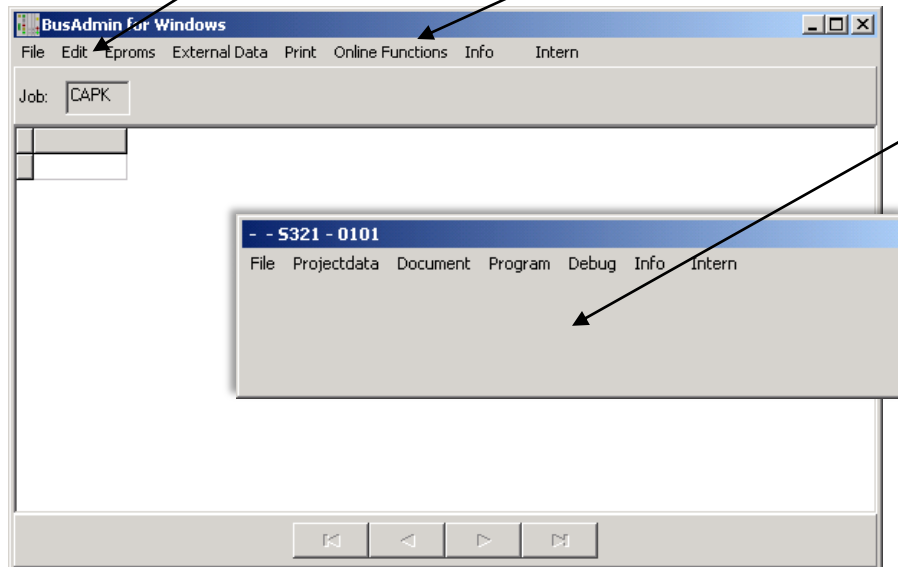 BusAdmin for Windows
File Edit Eproms External Data Print Online Functions Info Intern
Job: CAPK
- - S321 - 0101
File Projectdata Document Program Debug Info Intern